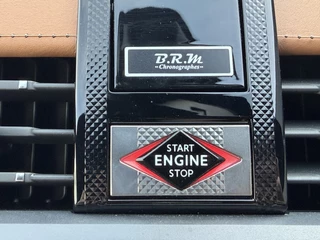 B.R.M
-Chronographes-
START
ENGINE
STOP